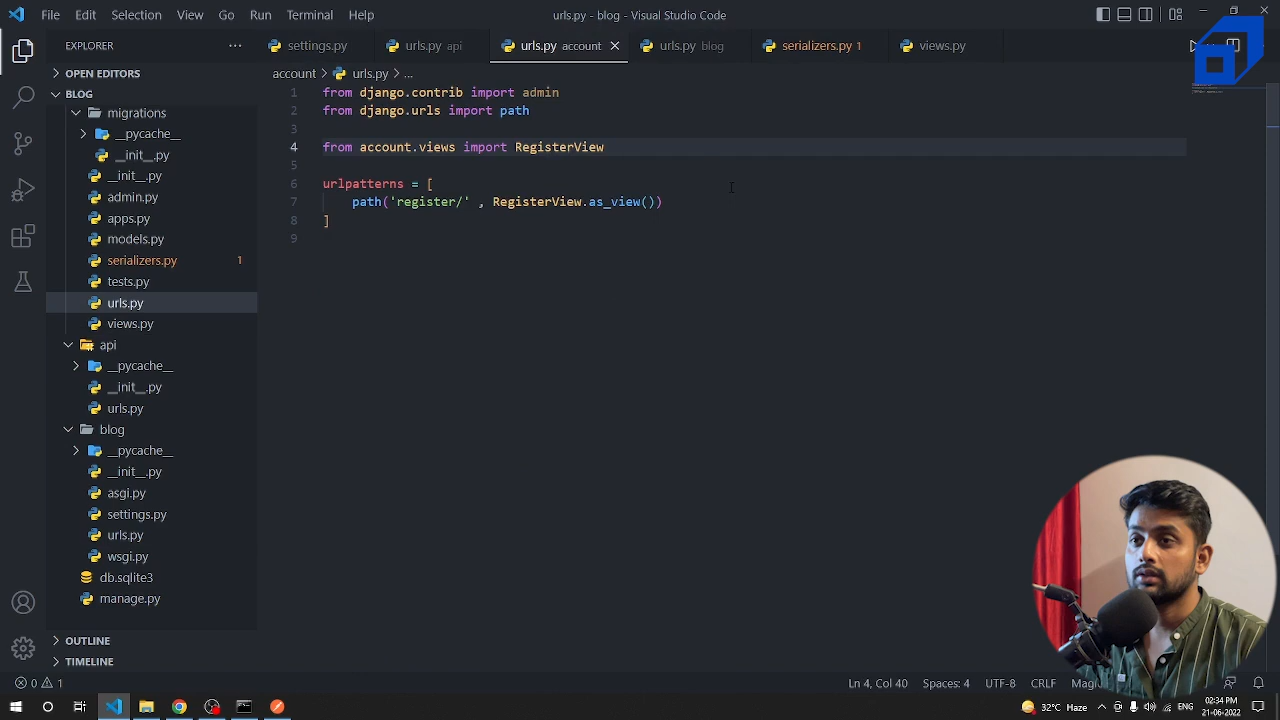 File Edit Selection View Go Run Terminal Help
urls.py - blog - Visual Studio Code
EXPLORER
settings.py
urls.py api
urls.py account
urls.py blog
serializers.py 1
views.py
OPEN EDITORS
BLOG
migrations
__pycache__
__init__.py
__init__.py
admin.py
apps.py
models.py
serializers.py 1
tests.py
urls.py
views.py
api
__pycache__
__init__.py
urls.py
blog
__pycache__
__init__.py
asgi.py
settings.py
urls.py
wsgi.py
db.sqlite3
manage.py
OUTLINE
TIMELINE
account > urls.py > ...
1 from django.contrib import admin
2 from django.urls import path
3
4 from account.views import RegisterView
5
6 urlpatterns = [
7 path('register/' , RegisterView.as_view())
8 ]
9
0 1
Ln 4, Col 40 Spaces: 4 UTF-8 CRLF
32°C Haze
02:34 PM
21-06-2022